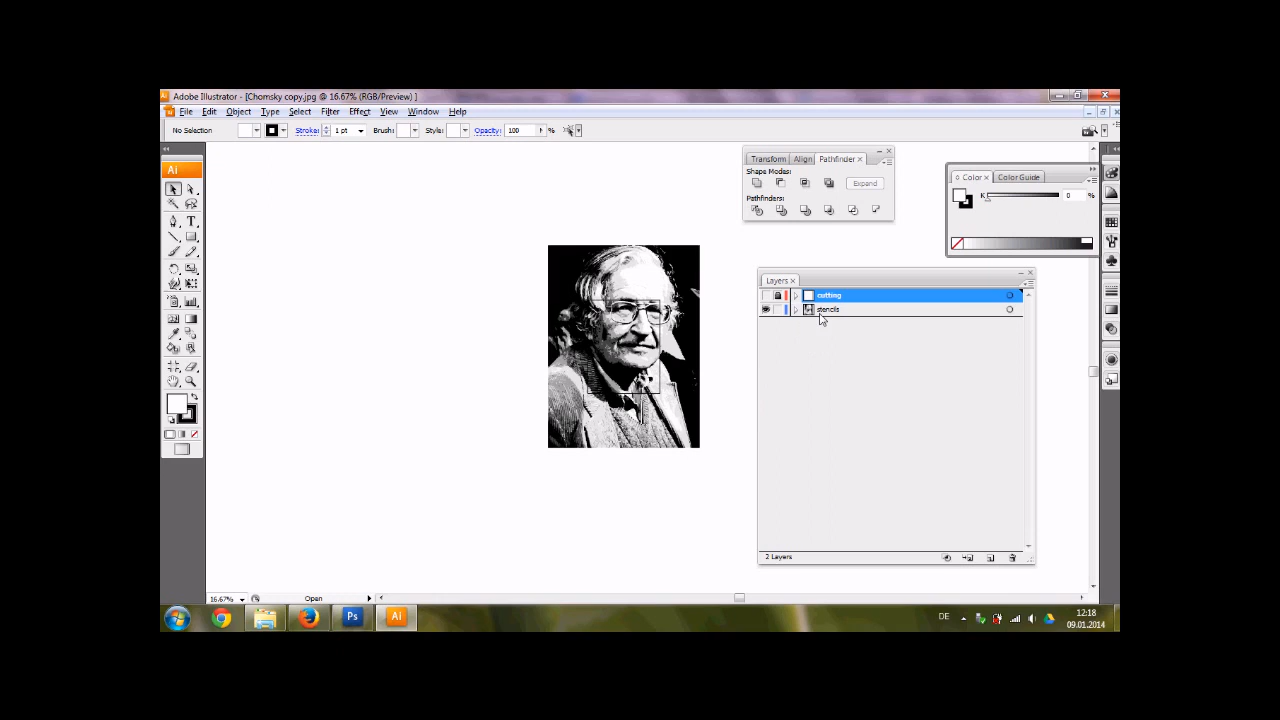 Adobe Illustrator - [Chomsky copy.jpg @ 16.67% (RGB/Preview) ]
File Edit Object Type Select Filter Effect View Window Help
No Selection Stroke: 1 pt Brush: Style: Opacity: 100 %
Ai
Transform Align Pathfinder
Shape Modes:
Expand
Pathfinders:
Color Color Guide
K 0 %
Layers
cutting
stencils
2 Layers
16.67% Open
Ps Ai
DE
12:18
09.01.2014